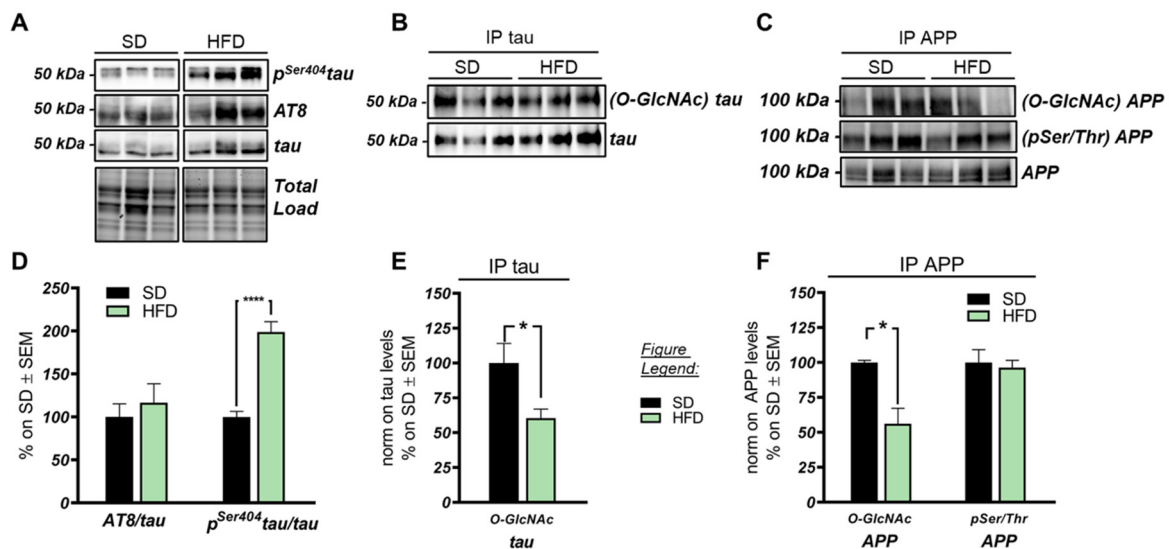 A
SD HFD
50 kDa - pSer404tau
50 kDa - AT8
50 kDa - tau
Total
Load
B
IP tau
SD HFD
50 kDa - (O-GlcNAc) tau
50 kDa - tau
C
IP APP
SD HFD
100 kDa - (O-GlcNAc) APP
100 kDa - (pSer/Thr) APP
100 kDa - APP
D
% on SD ± SEM
250
200
150
100
50
0
SD
HFD
****
AT8/tau pSer404tau/tau
E
IP tau
norm on tau levels
% on SD ± SEM
150
125
100
75
50
25
0
*
O-GlcNAc
tau
Figure
Legend:
SD
HFD
F
IP APP
norm on APP levels
% on SD ± SEM
150
125
100
75
50
25
0
SD
HFD
*
O-GlcNAc pSer/Thr
APP APP